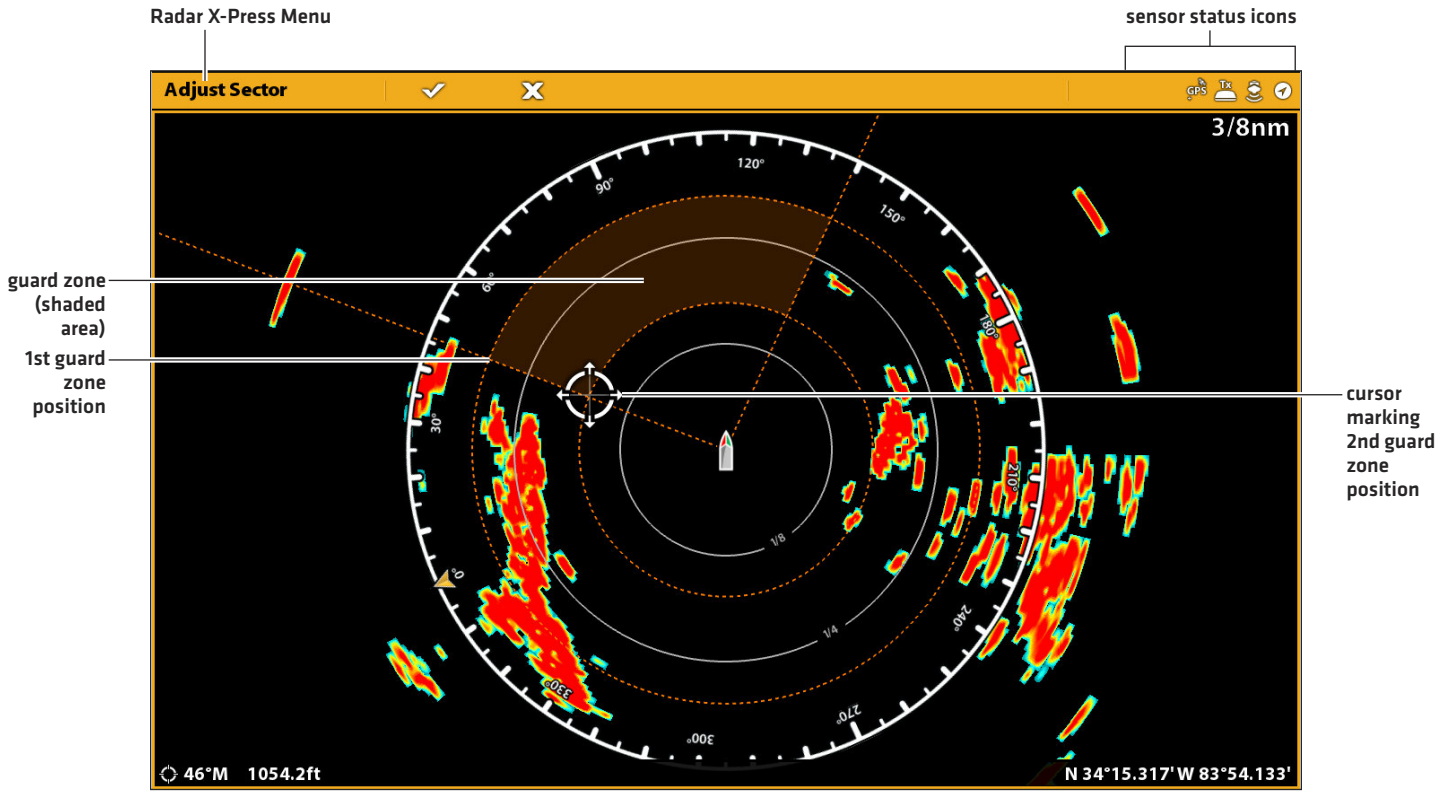 Radar X-Press Menu
sensor status icons
Adjust Sector
GPS
Tx
3/8nm
120°
90°
150°
60°
guard zone
(shaded
area)
180°
1st guard
zone
position
30°
cursor
marking
2nd guard
zone
position
210°
1/8
0°
240°
1/4
330°
270°
300°
46°M 1054.2ft
N 34°15.317' W 83°54.133'